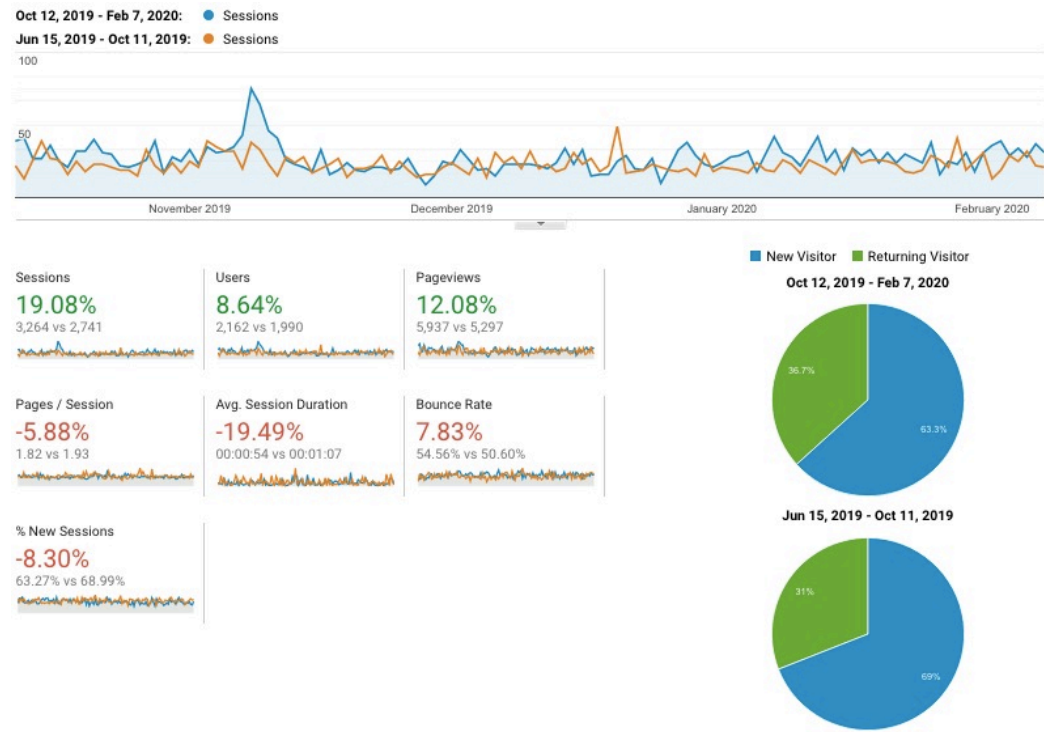 Oct 12, 2019 - Feb 7, 2020: Sessions
Jun 15, 2019 - Oct 11, 2019: Sessions
100
50
November 2019 December 2019 January 2020 February 2020
Sessions
19.08%
3,264 vs 2,741
Users
8.64%
2,162 vs 1,990
Pageviews
12.08%
5,937 vs 5,297
Pages / Session
-5.88%
1.82 vs 1.93
Avg. Session Duration
-19.49%
00:00:54 vs 00:01:07
Bounce Rate
7.83%
54.56% vs 50.60%
% New Sessions
-8.30%
63.27% vs 68.99%
New Visitor Returning Visitor
Oct 12, 2019 - Feb 7, 2020
36.7%
63.3%
Jun 15, 2019 - Oct 11, 2019
31%
69%